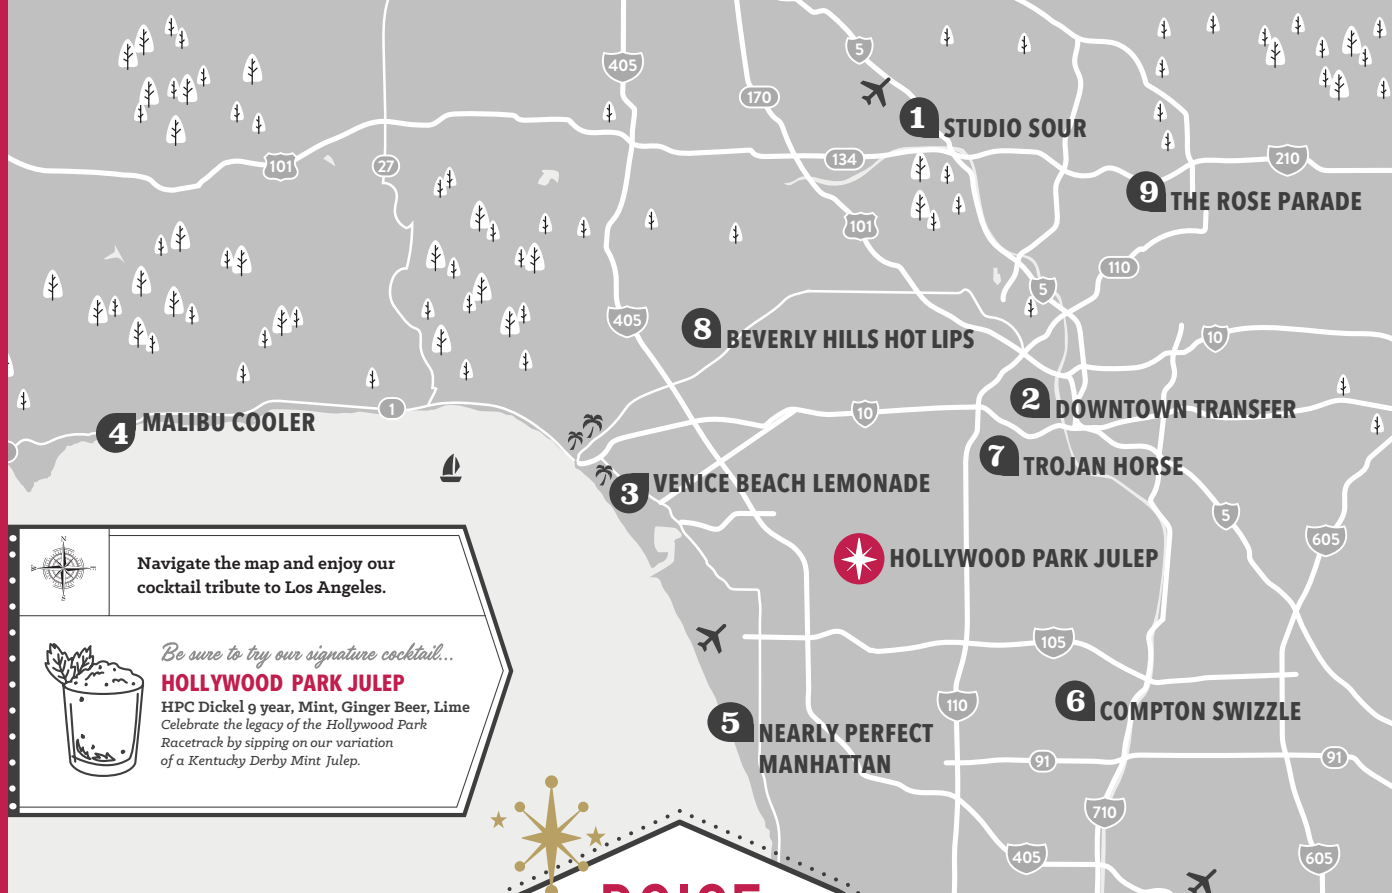 5
405
170
1 STUDIO SOUR
101
27
134
210
9 THE ROSE PARADE
101
110
5
405
8 BEVERLY HILLS HOT LIPS
10
1
2 DOWNTOWN TRANSFER
10
4 MALIBU COOLER
7 TROJAN HORSE
3 VENICE BEACH LEMONADE
5
605
HOLLYWOOD PARK JULEP
N
E
S
Navigate the map and enjoy our
cocktail tribute to Los Angeles.
105
Be sure to try our signature cocktail...
HOLLYWOOD PARK JULEP
HPC Dickel 9 year, Mint, Ginger Beer, Lime
Celebrate the legacy of the Hollywood Park
Racetrack by sipping on our variation
of a Kentucky Derby Mint Julep.
110
6 COMPTON SWIZZLE
5 NEARLY PERFECT
MANHATTAN
91
91
710
405
605